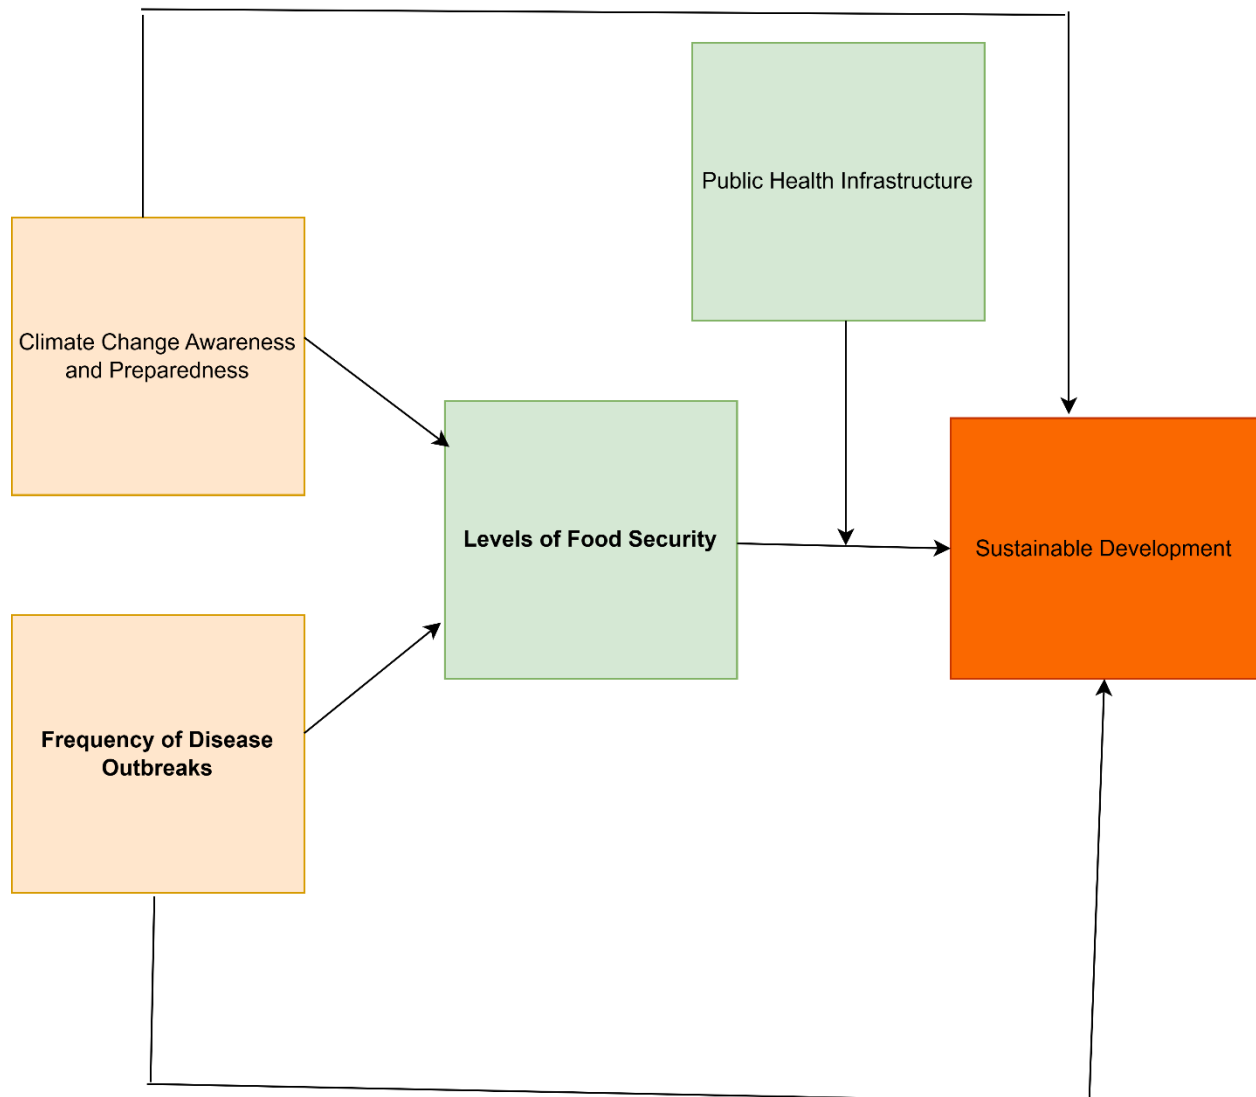 Public Health Infrastructure
Climate Change Awareness
and Preparedness
Levels of Food Security
Sustainable Development
Frequency of Disease
Outbreaks